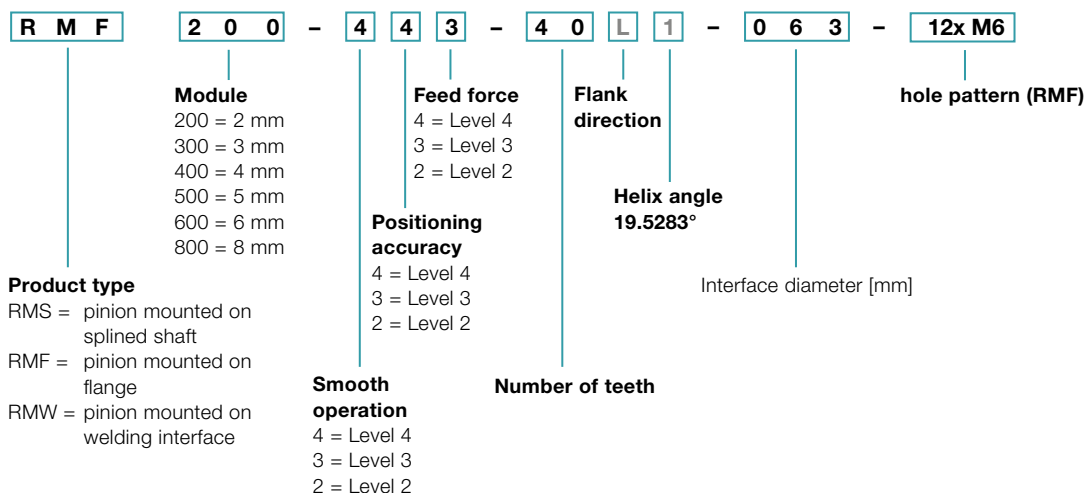 R M F 2 0 0 – 4 4 3 – 4 0 L 1 – 0 6 3 – 12x M6
Module
200 = 2 mm
300 = 3 mm
400 = 4 mm
500 = 5 mm
600 = 6 mm
800 = 8 mm
Feed force
4 = Level 4
3 = Level 3
2 = Level 2
Flank
direction
hole pattern (RMF)
Helix angle
19.5283°
Positioning
accuracy
4 = Level 4
3 = Level 3
2 = Level 2
Interface diameter [mm]
Product type
RMS = pinion mounted on
splined shaft
RMF = pinion mounted on
flange
RMW = pinion mounted on
welding interface
Smooth
operation
4 = Level 4
3 = Level 3
2 = Level 2
Number of teeth